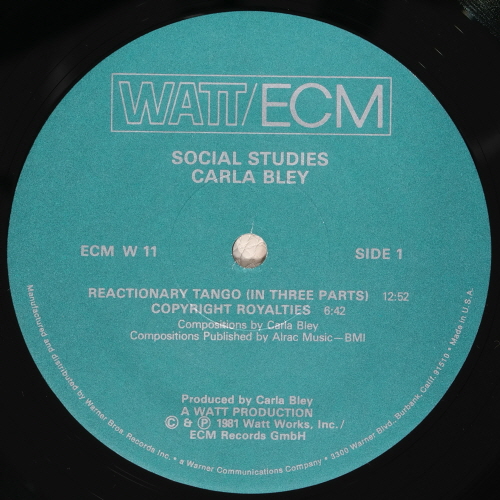 WATT/ECM
SOCIAL STUDIES
CARLA BLEY
ECM W 11
SIDE 1
REACTIONARY TANGO (IN THREE PARTS) 12:52
COPYRIGHT ROYALTIES 6:42
Compositions by Carla Bley
Compositions Published by Alrac Music—BMI
Produced by Carla Bley
A WATT PRODUCTION
© & ℗ 1981 Watt Works, Inc./
ECM Records GmbH
Manufactured and distributed by Warner Bros. Records Inc. • a Warner Communications Company • 3300 Warner Blvd., Burbank, Calif. 91510 • Made in U.S.A.